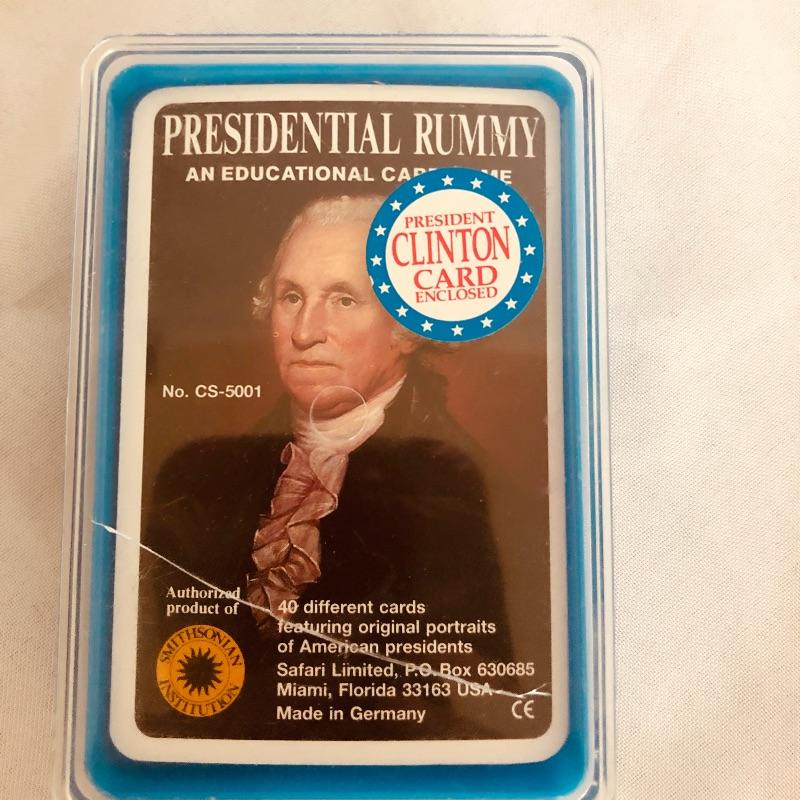 PRESIDENTIAL RUMMY
AN EDUCATIONAL
PRESIDENT
CLINTON
CARD
ENCLOSED
No. CS-5001
Authorized
product of
SMITHSONIAN
INSTITUTION
40 different cards
featuring original portraits
of American presidents
Safari Limited, P.O. Box 630685
Miami, Florida 33163 USA
Made in Germany
CE